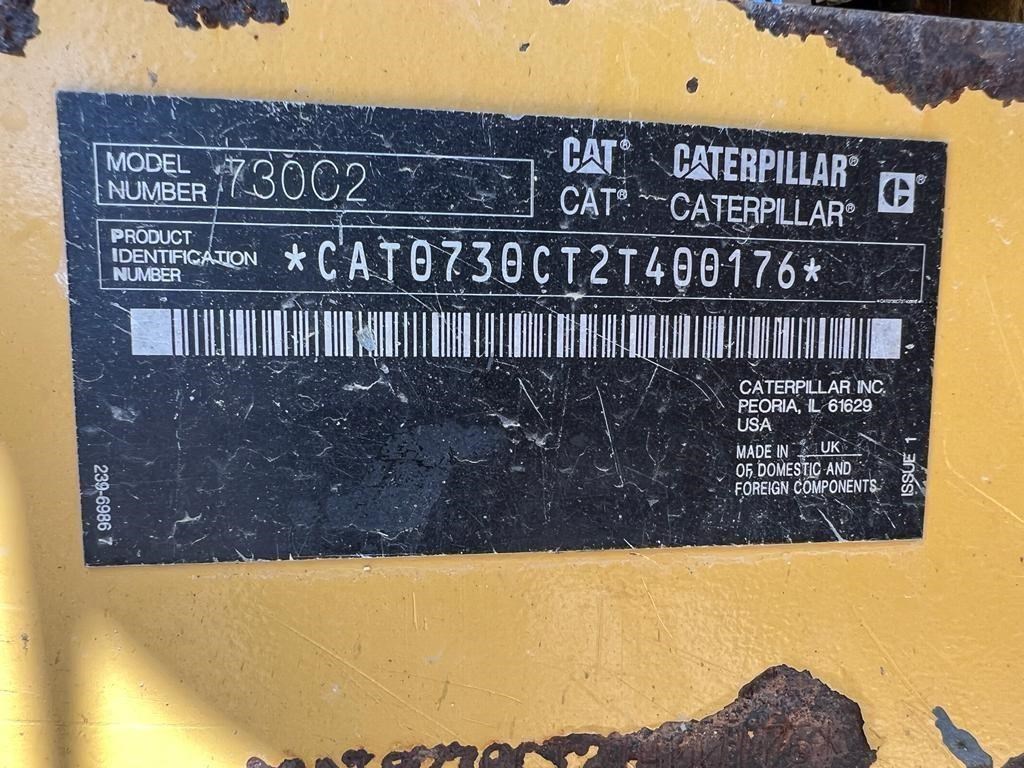 MODEL
NUMBER 730C2
CAT® CATERPILLAR®
CAT® CATERPILLAR®
PRODUCT
IDENTIFICATION
NUMBER
*CAT0730CT2T400176*
CATERPILLAR INC.
PEORIA, IL 61629
USA
MADE IN UK
OF DOMESTIC AND
FOREIGN COMPONENTS
ISSUE 1
239-6986 7